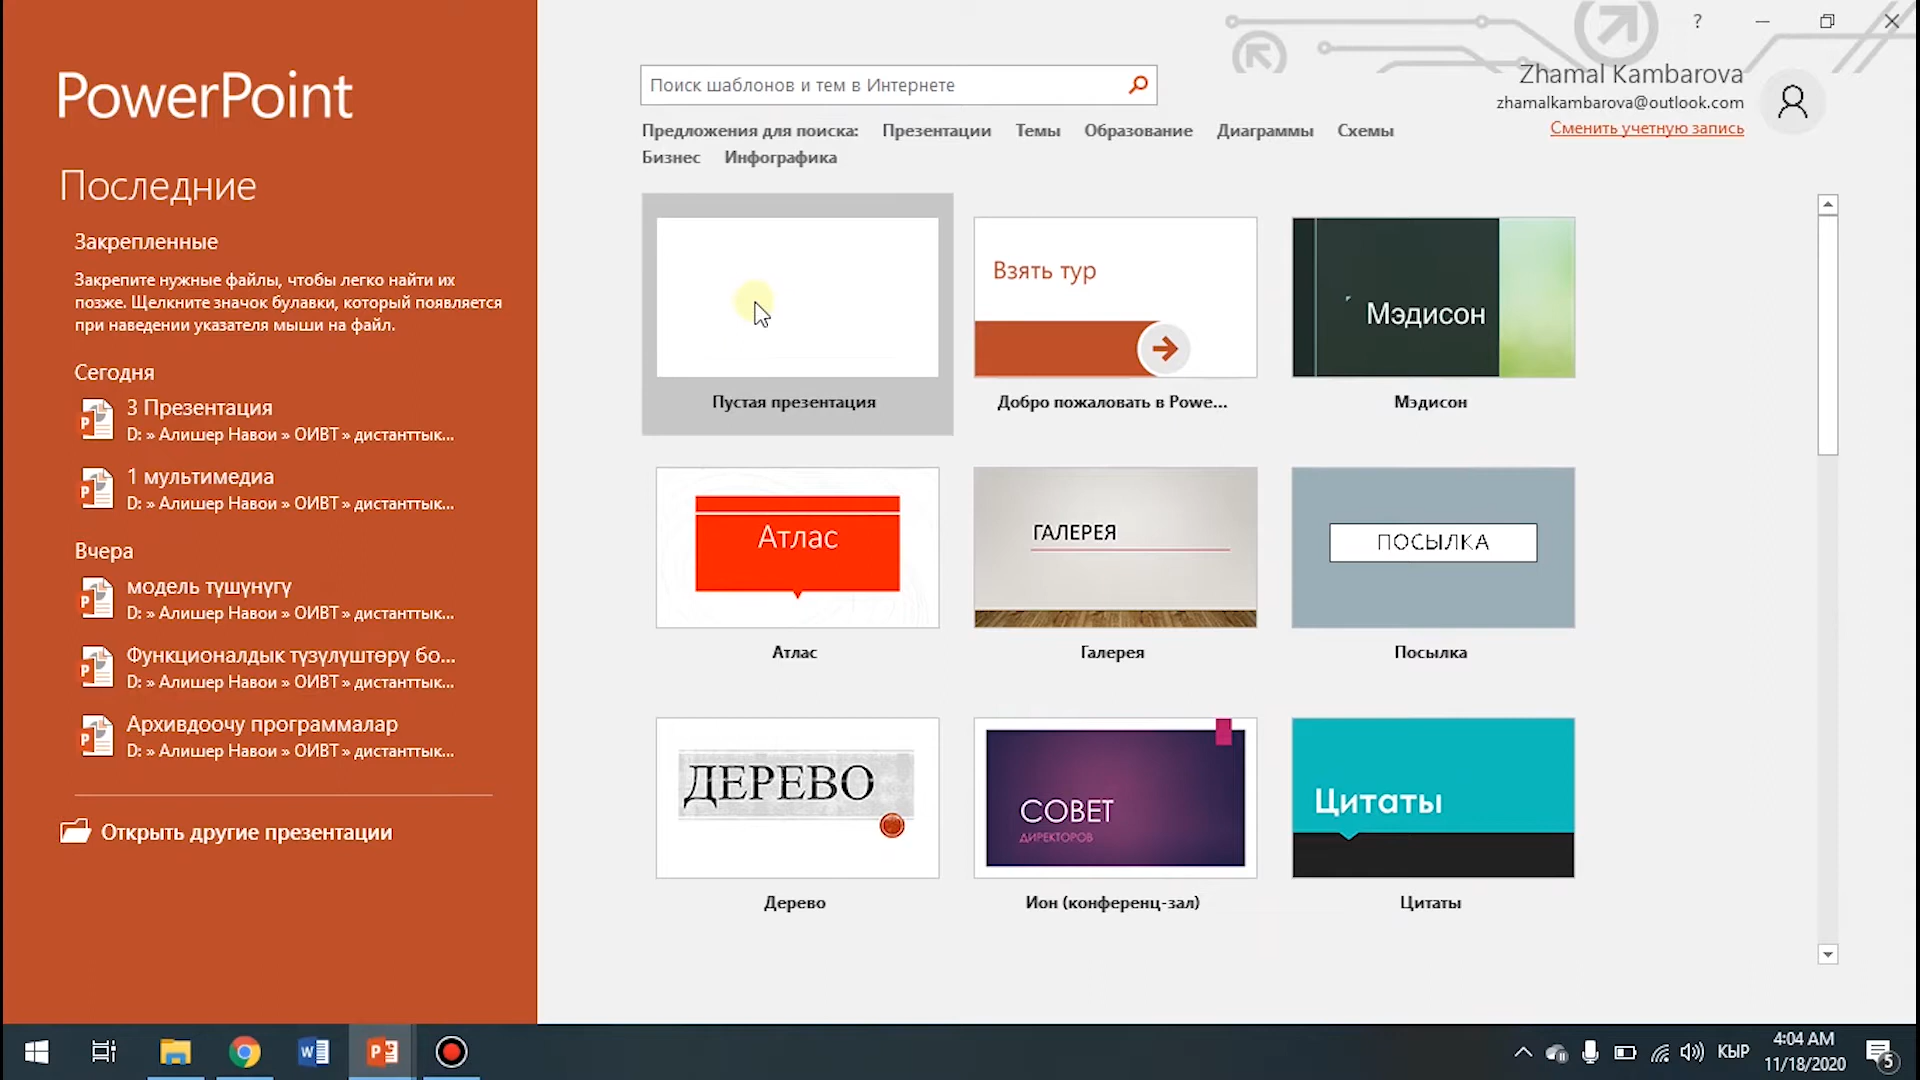 PowerPoint
Последние
Закрепленные
Закрепите нужные файлы, чтобы легко найти их
позже. Щелкните значок булавки, который появляется
при наведении указателя мыши на файл.
Сегодня
3 Презентация
D: » Алишер Навои » ОИВТ » дистанттык...
1 мультимедиа
D: » Алишер Навои » ОИВТ » дистанттык...
Вчера
модель түшүнүгү
D: » Алишер Навои » ОИВТ » дистанттык...
Функционалдык түзүлүштөрү бо...
D: » Алишер Навои » ОИВТ » дистанттык...
Архивдоочу программалар
D: » Алишер Навои » ОИВТ » дистанттык...
Открыть другие презентации
Поиск шаблонов и тем в Интернете
Предложения для поиска: Презентации Темы Образование Диаграммы Схемы
Бизнес Инфографика
?
Zhamal Kambarova
zhamalkambarova@outlook.com
Сменить учетную запись
Пустая презентация
Взять тур
Добро пожаловать в Powe...
Мэдисон
Мэдисон
Атлас
Атлас
ГАЛЕРЕЯ
Галерея
ПОСЫЛКА
Посылка
ДЕРЕВО
Дерево
СОВЕТ
ДИРЕКТОРОВ
Ион (конференц-зал)
Цитаты
Цитаты
КЫР
4:04 AM
11/18/2020
5